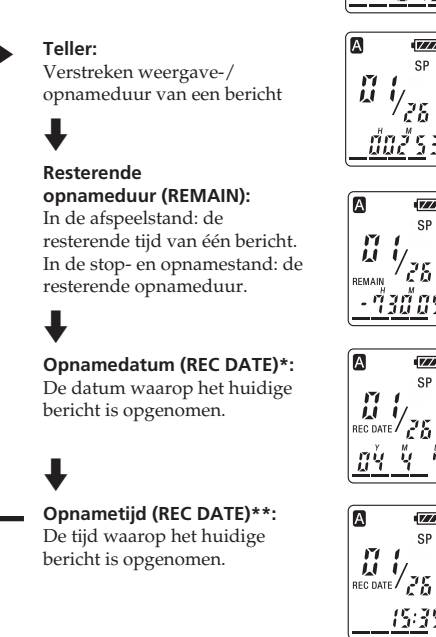 Teller:
Verstreken weergave-/
opnameduur van een bericht
A
SP
01/26
H M
00253
Resterende
opnameduur (REMAIN):
In de afspeelstand: de
resterende tijd van één bericht.
In de stop- en opnamestand: de
resterende opnameduur.
A
SP
01/26
REMAIN H M
Opnamedatum (REC DATE)*:
De datum waarop het huidige
bericht is opgenomen.
A
SP
01/26
REC DATE
Y M
04 4
Opnametijd (REC DATE)**:
De tijd waarop het huidige
bericht is opgenomen.
A
SP
01/26
REC DATE